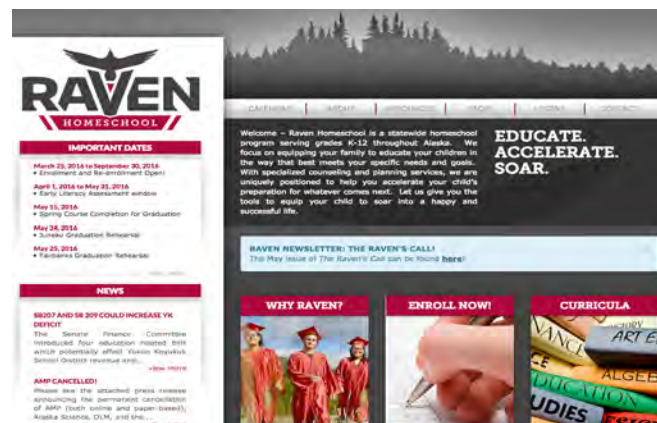 RAVEN
HOMESCHOOL
IMPORTANT DATES
March 25, 2016 to September 30, 2016
• Enrollment and Re-enrollment Open!
April 1, 2016 to May 31, 2016
• Early Literacy Assessment window
May 15, 2016
• Spring Course Completion for Graduation
May 24, 2016
• Juneau Graduation Rehearsal
May 25, 2016
• Fairbanks Graduation Rehearsal
NEWS
SB207 AND SB 209 COULD INCREASE YK
DEFICIT
The Senate Finance Committee
introduced four education related bills
which potentially effect Yukon Koyukuk
School District revenue and...
view more
AMP CANCELLED!
Please see the attached press release
announcing the permanent cancellation
of AMP (both online and paper-based),
Alaska Science, DLM, and the...
CALENDAR
ABOUT
RESOURCES
CONTACT
Welcome – Raven Homeschool is a statewide homeschool
program serving grades K-12 throughout Alaska. We
focus on equipping your family to educate your children in
the way that best meets your specific needs and goals.
With specialized counseling and planning services, we are
uniquely positioned to help you accelerate your child's
preparation for whatever comes next. Let us give you the
tools to equip your child to soar into a happy and
successful life.
EDUCATE.
ACCELERATE.
SOAR.
RAVEN NEWSLETTER: THE RAVEN'S CALL!
The May issue of The Raven's Call can be found here!
WHY RAVEN?
ENROLL NOW!
CURRICULA
ART
ALGEB
EDUCATION
UDIES